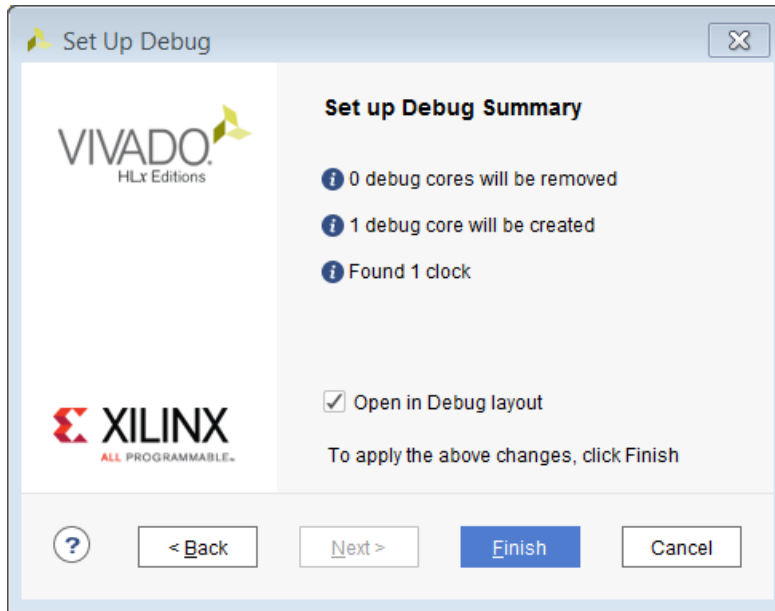 Set Up Debug
VIVADO.
HLx Editions
Set up Debug Summary
i 0 debug cores will be removed
i 1 debug core will be created
i Found 1 clock
Open in Debug layout
XILINX
ALL PROGRAMMABLE™
To apply the above changes, click Finish
? < Back Next > Finish Cancel